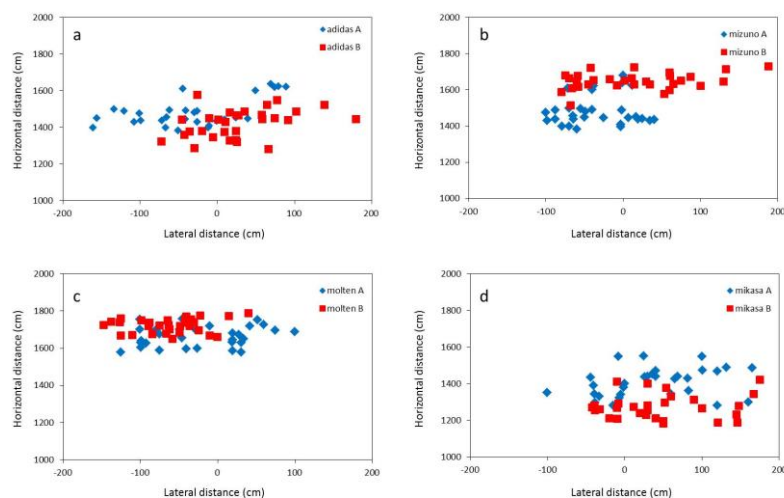 a
adidas A
adidas B
Horizontal distance (cm)
2000
1800
1600
1400
1200
1000
-200
-100
0
100
200
Lateral distance (cm)
b
mizuno A
mizuno B
Horizontal distance (cm)
2000
1800
1600
1400
1200
1000
-200
-100
0
100
200
Lateral distance (cm)
c
molten A
molten B
Horizontal distance (cm)
2000
1800
1600
1400
1200
1000
-200
-100
0
100
200
Lateral distance (cm)
d
mikasa A
mikasa B
Horizontal distance (cm)
2000
1800
1600
1400
1200
1000
-200
-100
0
100
200
Lateral distance (cm)